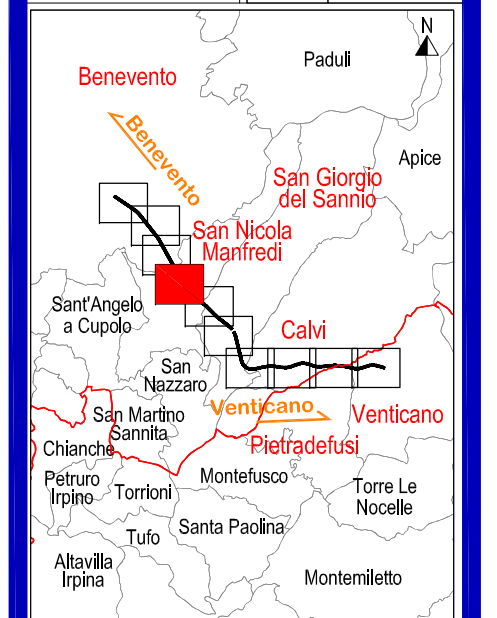 N
Paduli
Benevento
Benevento
Apice
San Giorgio
del Sannio
San Nicola
Manfredi
Sant'Angelo
a Cupolo
Calvi
San
Nazzaro
Venticano
San Martino
Sannita
Venticano
Pietradefusi
Chianche
Montefusco
Petruro
Irpino
Torrioni
Torre Le
Nocelle
Santa Paolina
Tufo
Altavilla
Irpina
Montemiletto